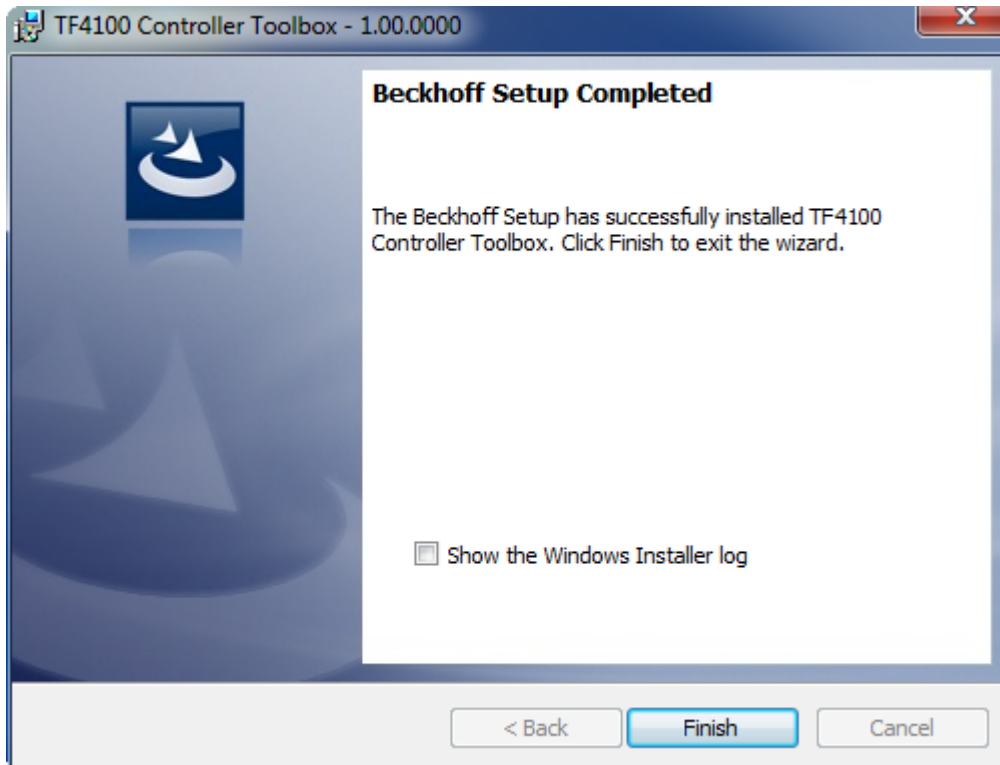 TF4100 Controller Toolbox - 1.00.0000
X
Beckhoff Setup Completed
The Beckhoff Setup has successfully installed TF4100
Controller Toolbox. Click Finish to exit the wizard.
Show the Windows Installer log
< Back
Finish
Cancel